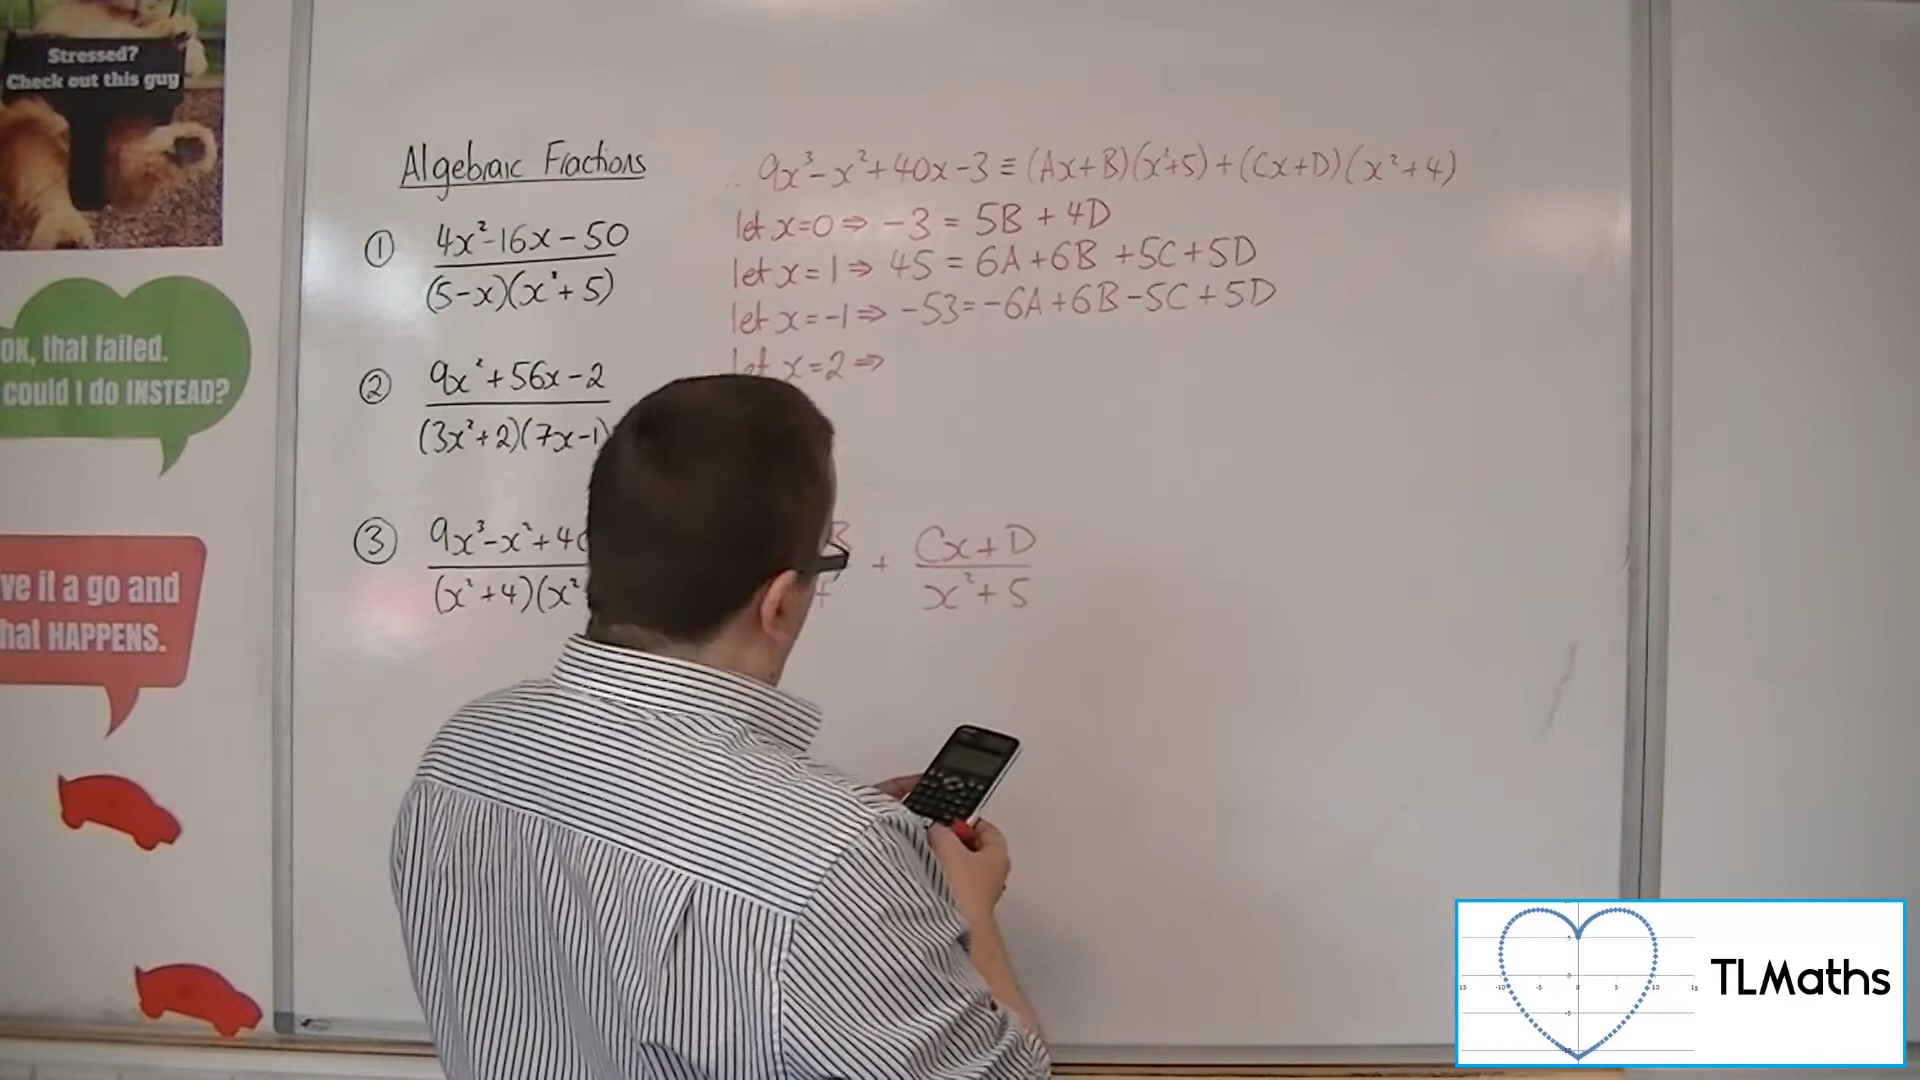 Stressed?
Check out this guy
OK, that failed.
could I do INSTEAD?
ve it a go and
hat HAPPENS.
Algebraic Fractions
① 4x²-16x-50
(5-x)(x²+5)
② 9x²+56x-2
(3x²+2)(7x-1)
③ 9x³-x²+40
(x²+4)(x²
9x³-x²+40x-3≡(Ax+B)(x²+5)+(Cx+D)(x²+4)
let x=0⇒ -3 = 5B + 4D
let x=1⇒ 45 = 6A+6B +5C+5D
let x=-1⇒ -53=-6A+6B-5C+5D
let x=2⇒
+ Cx+D
x²+5
TLMaths